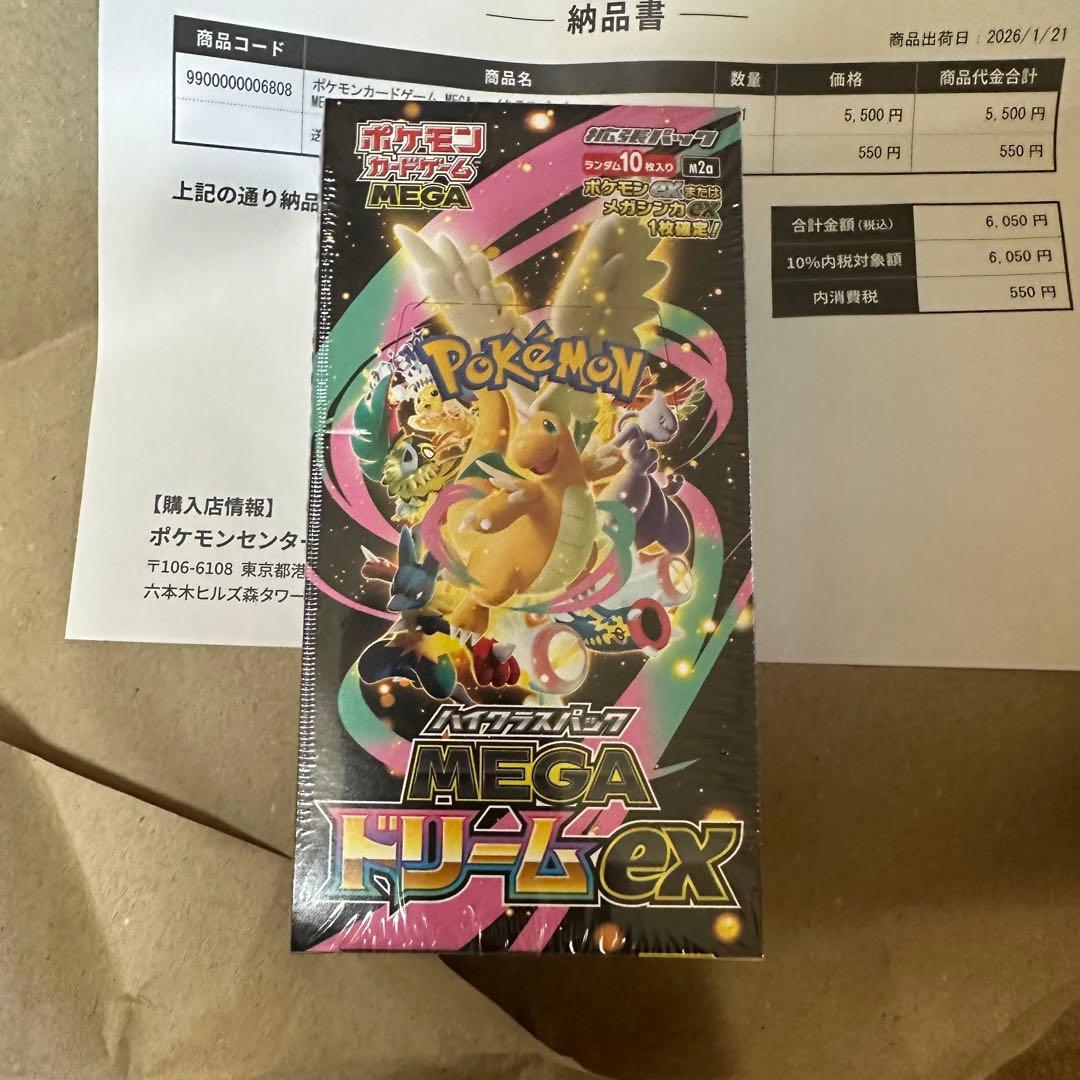 納品書
商品出荷日：2026/1/21
商品コード 商品名 数量 価格 商品代金合計
9900000006808 ポケモンカードゲーム 1 5,500 円 5,500 円
550 円 550 円
上記の通り納品
合計金額(税込) 6,050 円
10%内税対象額 6,050 円
内消費税 550 円
【購入店情報】
ポケモンセンター
〒106-6108 東京都港
六本木ヒルズ森タワー
ポケモン
カードゲーム
MEGA
拡張パック
ランダム10枚入り M2a
ポケモンexまたは
メガシンカex
1枚確定!!
POKéMON
ハイクラスパック
MEGA
ドリームex